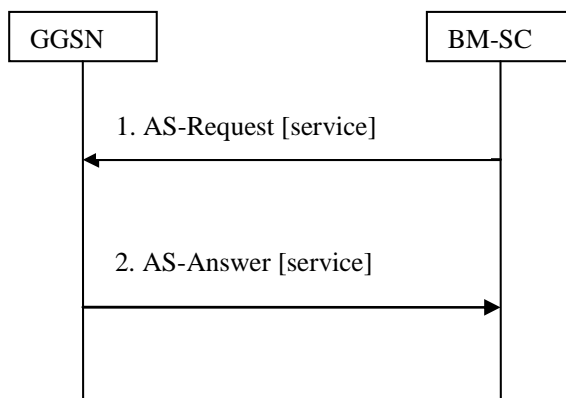 GGSN
BM-SC
1. AS-Request [service]
2. AS-Answer [service]